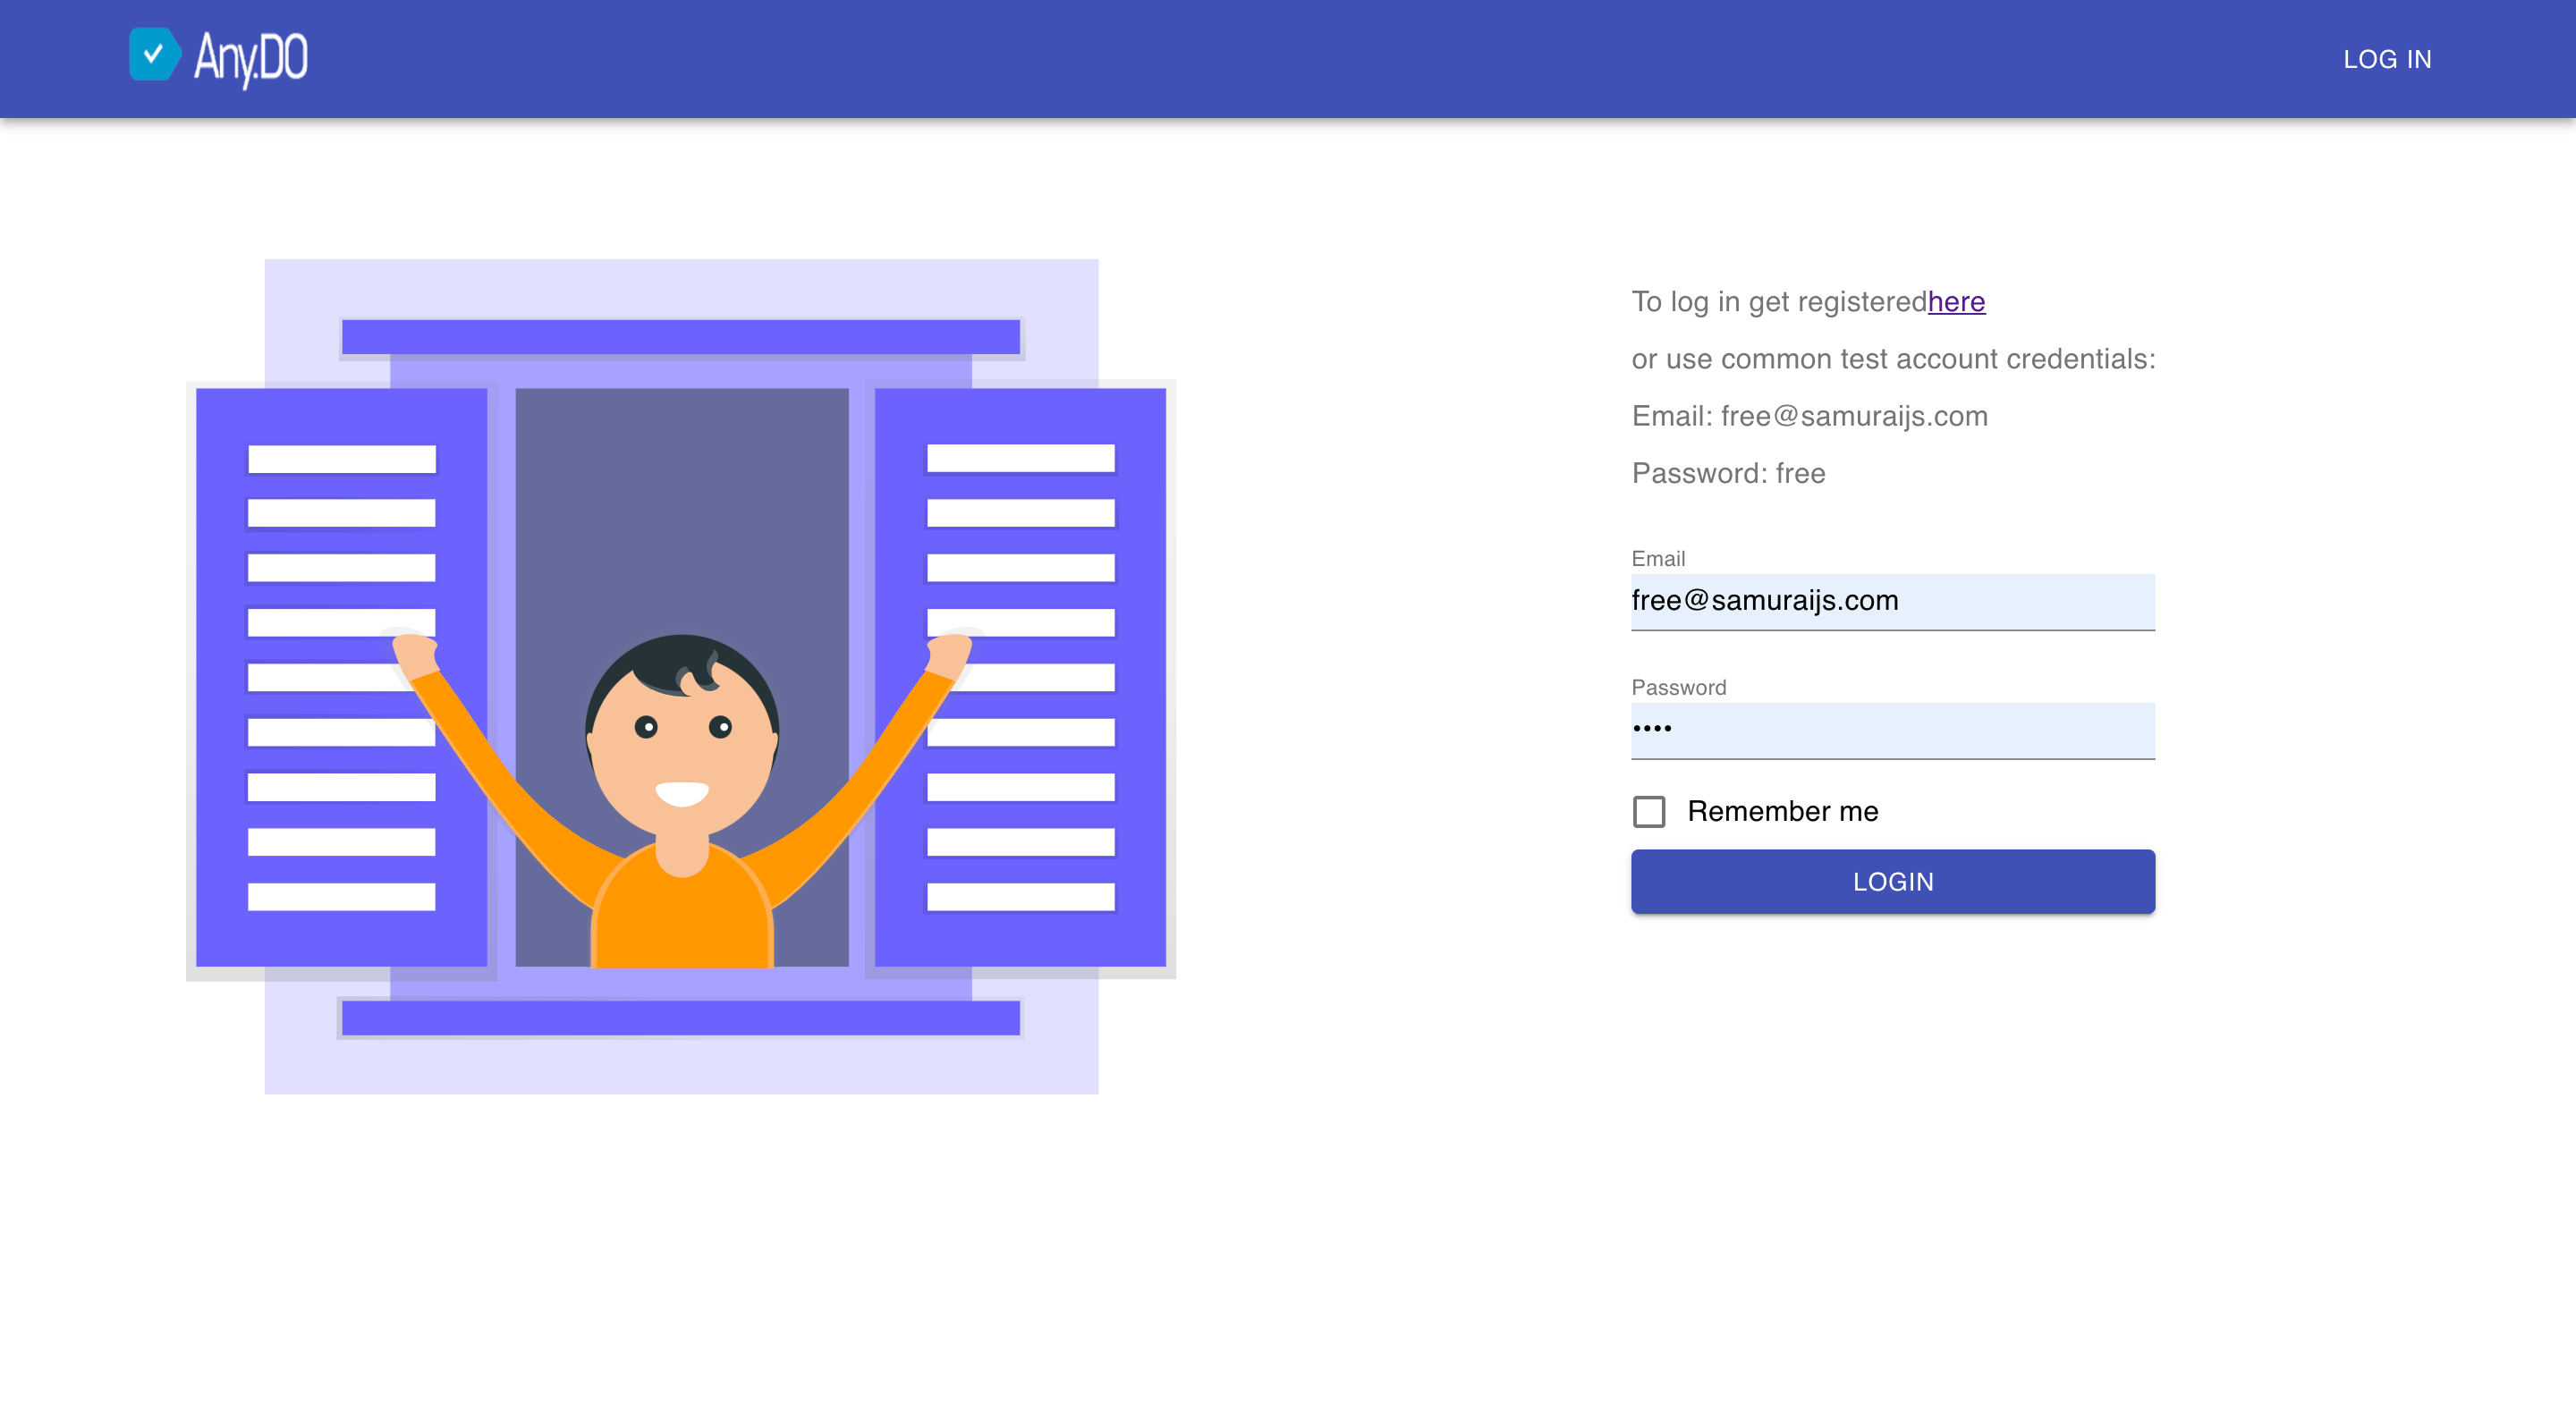 Any.DO
LOG IN
To log in get registeredhere
or use common test account credentials:
Email: free@samuraijs.com
Password: free
Email
free@samuraijs.com
Password
••••
Remember me
LOGIN